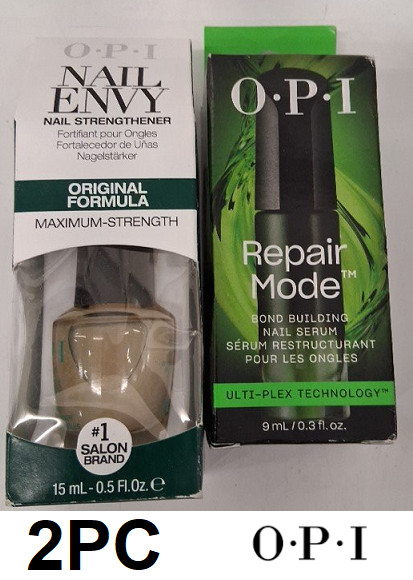 O·P·I
NAIL
ENVY
NAIL STRENGTHENER
Fortifiant pour Ongles
Fortalecedor de Uñas
Nagelstärker
ORIGINAL
FORMULA
MAXIMUM-STRENGTH
#1
SALON
BRAND
15 mL - 0.5 Fl.Oz. ℮
O·P·I
Repair
Mode™
BOND BUILDING
NAIL SERUM
SÉRUM RESTRUCTURANT
POUR LES ONGLES
ULTI-PLEX TECHNOLOGY™
9 mL / 0.3 fl.oz.
2PC
O·P·I